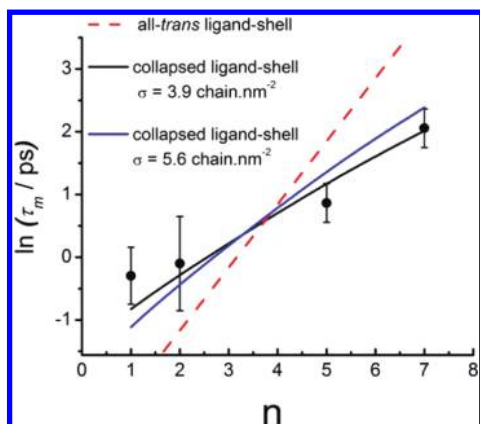 all-trans ligand-shell
collapsed ligand-shell
σ = 3.9 chain.nm⁻²
collapsed ligand-shell
σ = 5.6 chain.nm⁻²
ln (τₘ / ps)
3
2
1
0
-1
0 1 2 3 4 5 6 7 8
n